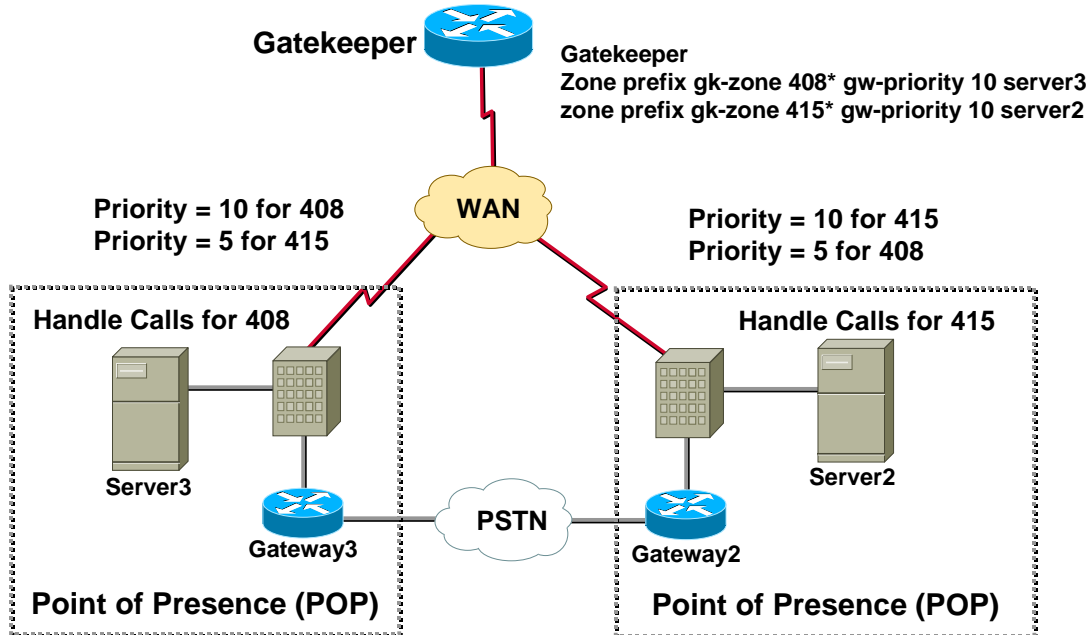 Gatekeeper
Gatekeeper
Zone prefix gk-zone 408* gw-priority 10 server3
zone prefix gk-zone 415* gw-priority 10 server2
WAN
Priority = 10 for 408
Priority = 5 for 415
Priority = 10 for 415
Priority = 5 for 408
Handle Calls for 408
Server3
Gateway3
Point of Presence (POP)
PSTN
Handle Calls for 415
Server2
Gateway2
Point of Presence (POP)